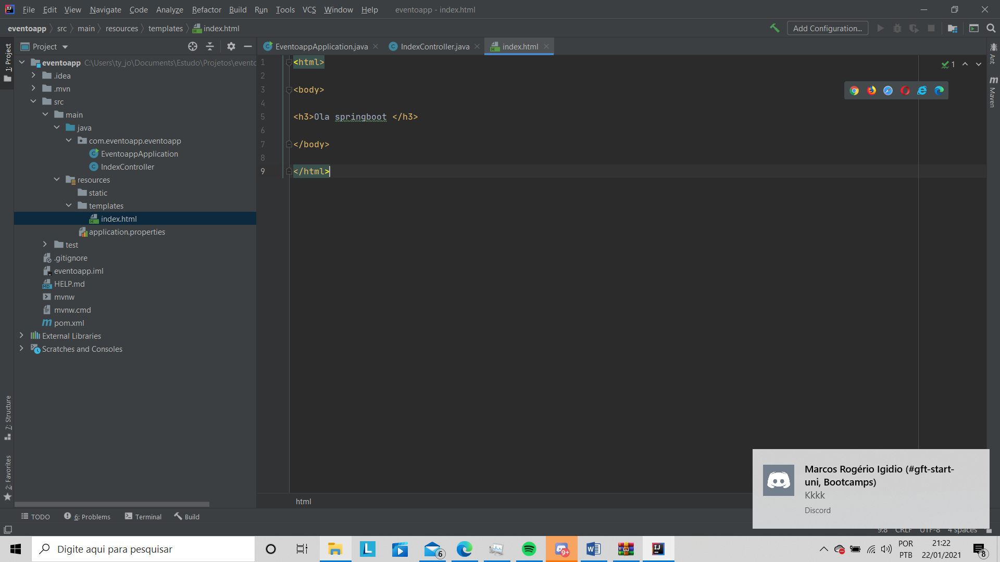 File Edit View Navigate Code Analyze Refactor Build Run Tools VCS Window Help eventoapp - index.html
eventoapp src main resources templates index.html Add Configuration...
1: Project
Project
EventoappApplication.java IndexController.java index.html
eventoapp C:\Users\ty_jo\Documents\Estudo\Projetos\evento
.idea
.mvn
src
main
java
com.eventoapp.eventoapp
EventoappApplication
IndexController
resources
static
templates
index.html
application.properties
test
.gitignore
eventoapp.iml
HELP.md
mvnw
mvnw.cmd
pom.xml
External Libraries
Scratches and Consoles
7: Structure
2: Favorites
1 <html>
2
3 <body>
4
5 <h3>Ola springboot </h3>
6
7 </body>
8
9 </html>
1
Ant
Maven
html
TODO 6: Problems Terminal Build
Marcos Rogério Igidio (#gft-start-
uni, Bootcamps)
Kkkk
Discord
9:8 CRLF UTF-8 4 spaces
Digite aqui para pesquisar
6
9+
POR
PTB
21:22
22/01/2021
8